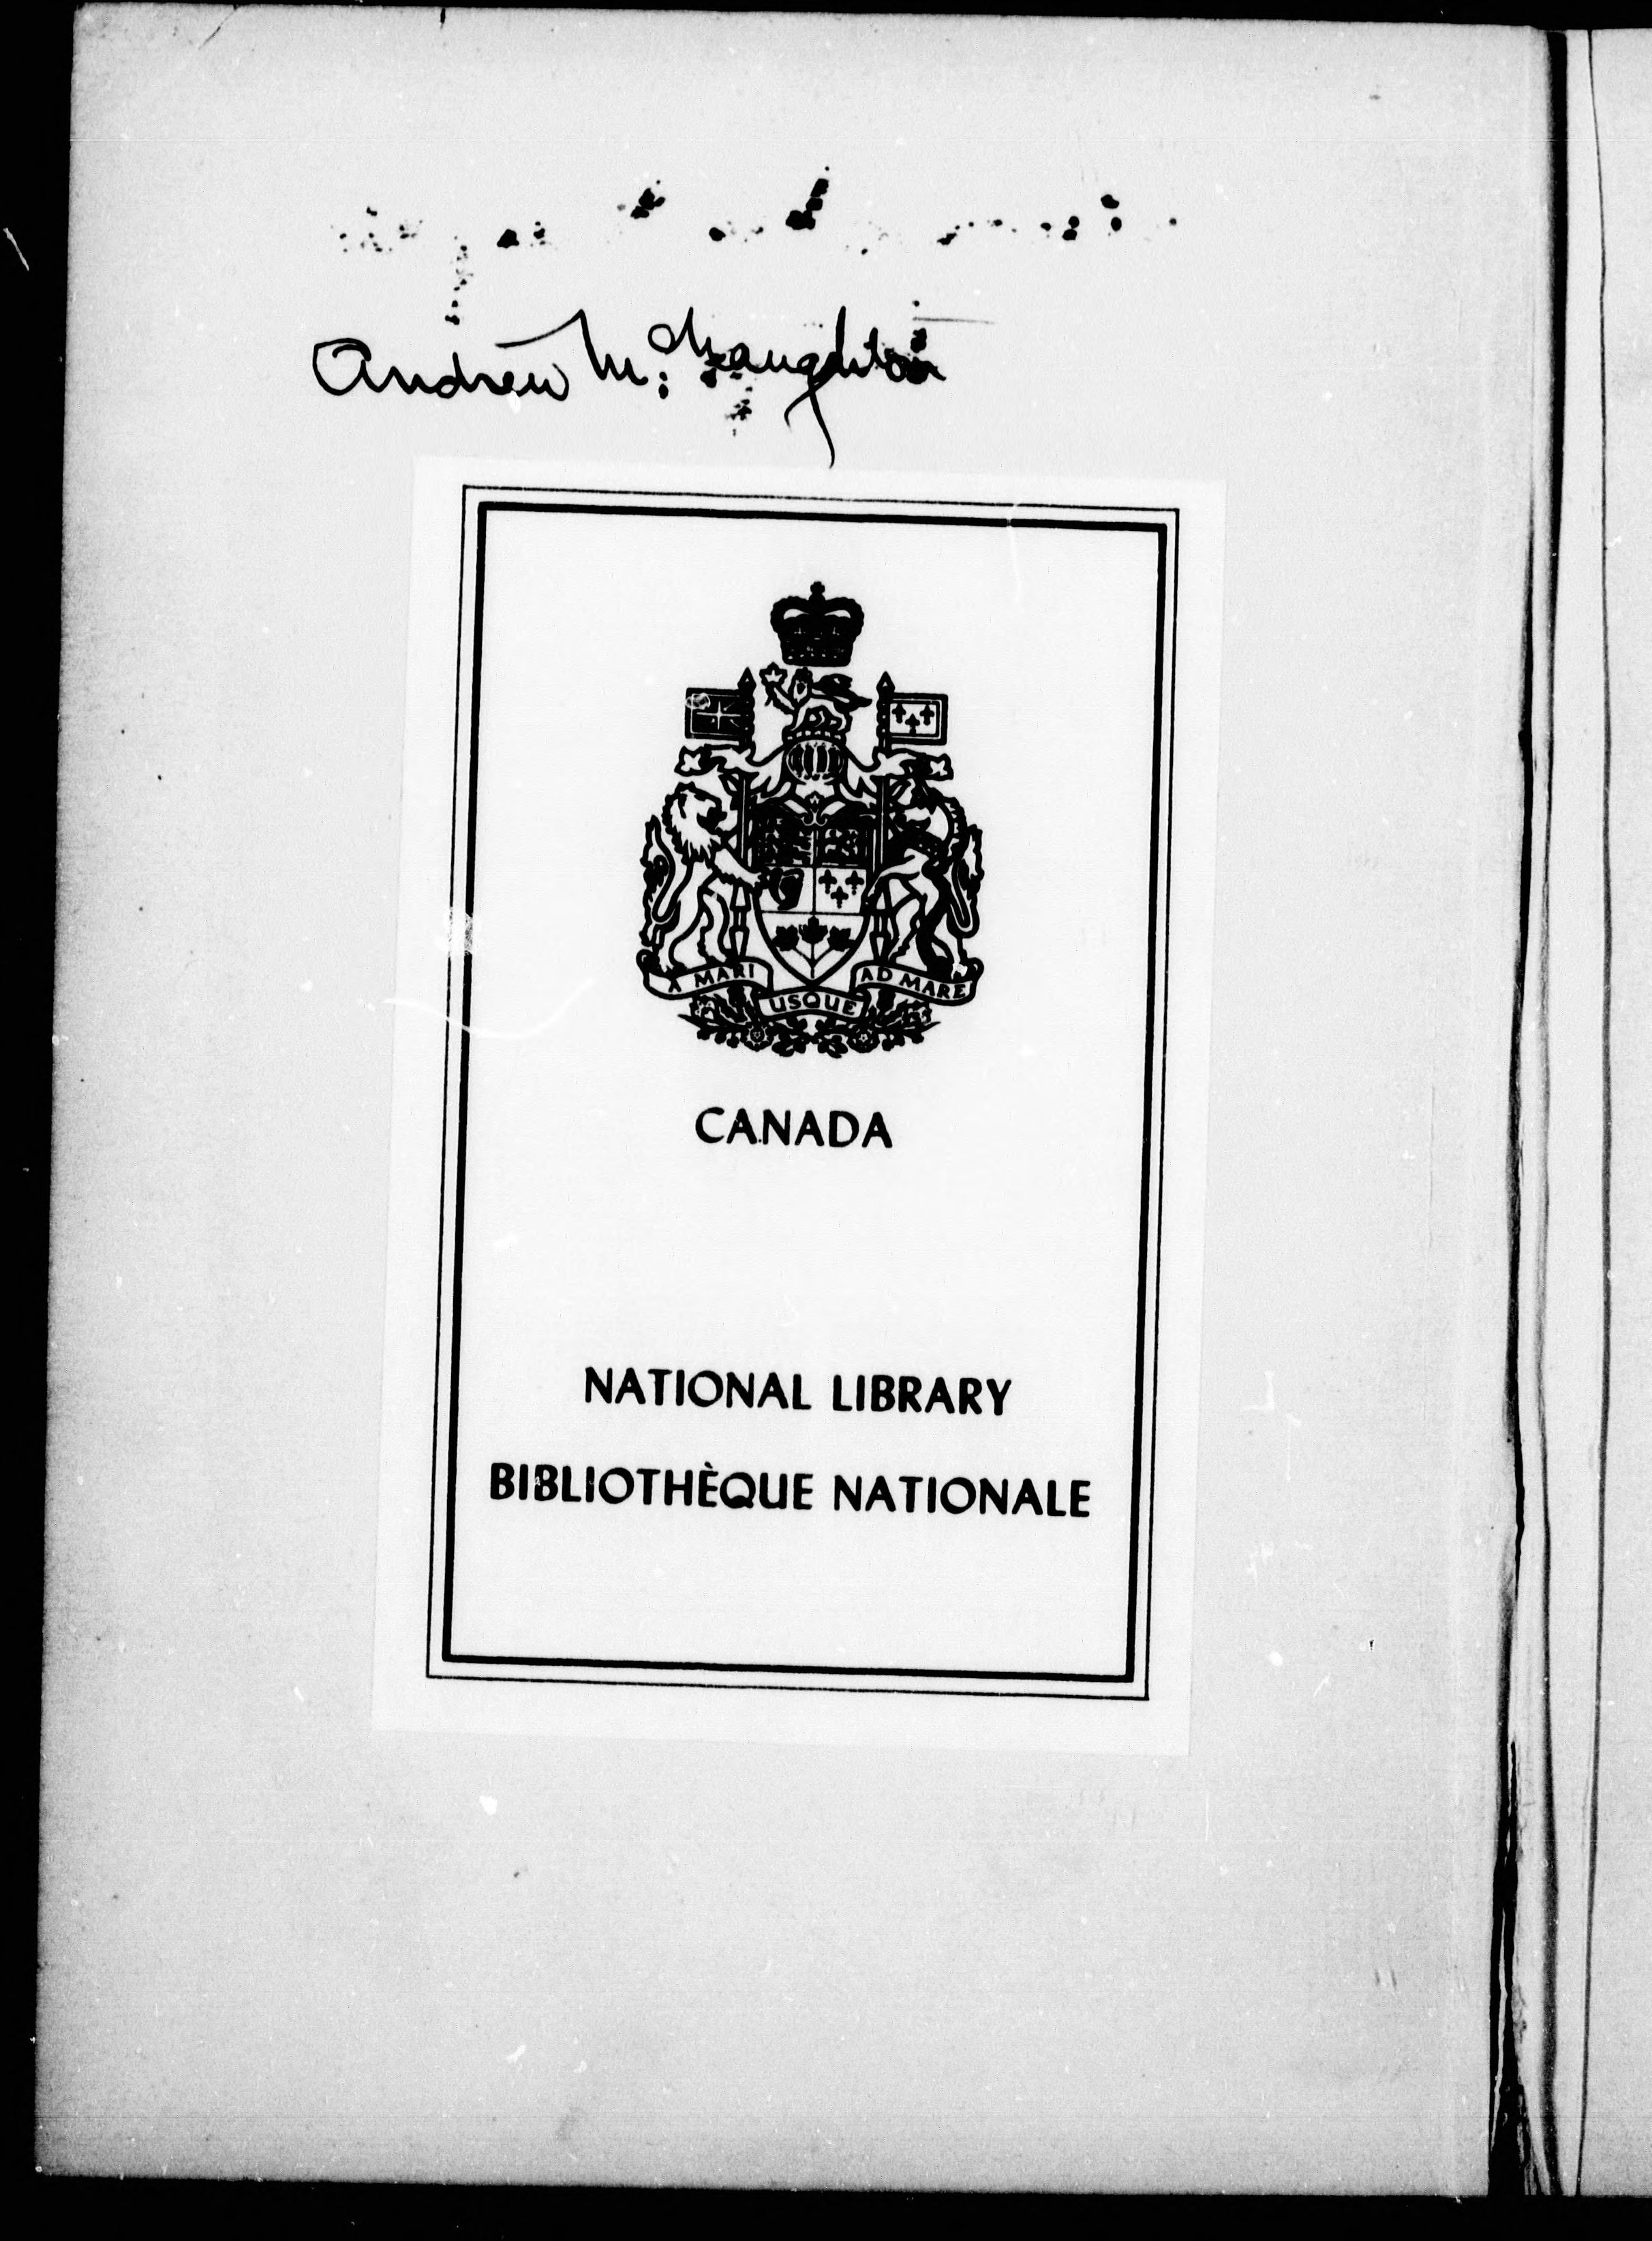 Andrew McNaughton
A MARI USQUE AD MARE
CANADA
NATIONAL LIBRARY
BIBLIOTHÈQUE NATIONALE